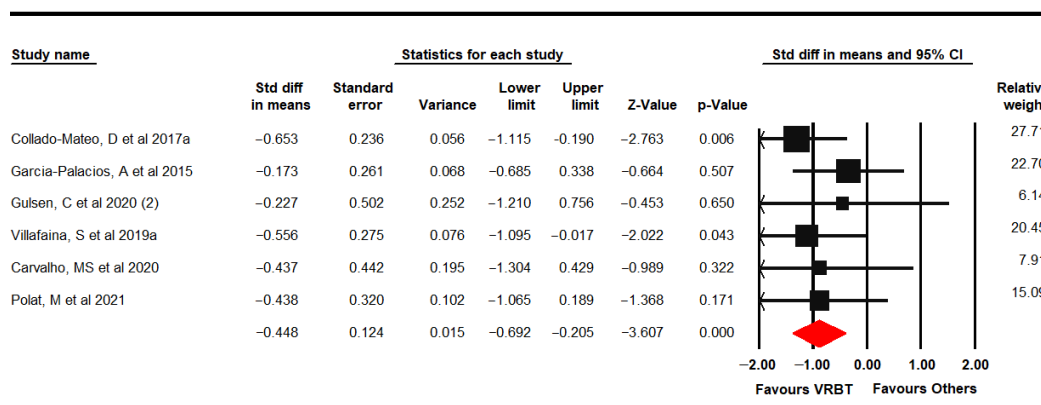 Study name Statistics for each study Std diff in means and 95% CI
Std diff in means Standard error Variance Lower limit Upper limit Z-Value p-Value Relative weigh
Collado-Mateo, D et al 2017a −0.653 0.236 0.056 −1.115 −0.190 −2.763 0.006 27.71
Garcia-Palacios, A et al 2015 −0.173 0.261 0.068 −0.685 0.338 −0.664 0.507 22.70
Gulsen, C et al 2020 (2) −0.227 0.502 0.252 −1.210 0.756 −0.453 0.650 6.14
Villafaina, S et al 2019a −0.556 0.275 0.076 −1.095 −0.017 −2.022 0.043 20.45
Carvalho, MS et al 2020 −0.437 0.442 0.195 −1.304 0.429 −0.989 0.322 7.91
Polat, M et al 2021 −0.438 0.320 0.102 −1.065 0.189 −1.368 0.171 15.09
−0.448 0.124 0.015 −0.692 −0.205 −3.607 0.000
−2.00 −1.00 0.00 1.00 2.00
Favours VRBT Favours Others